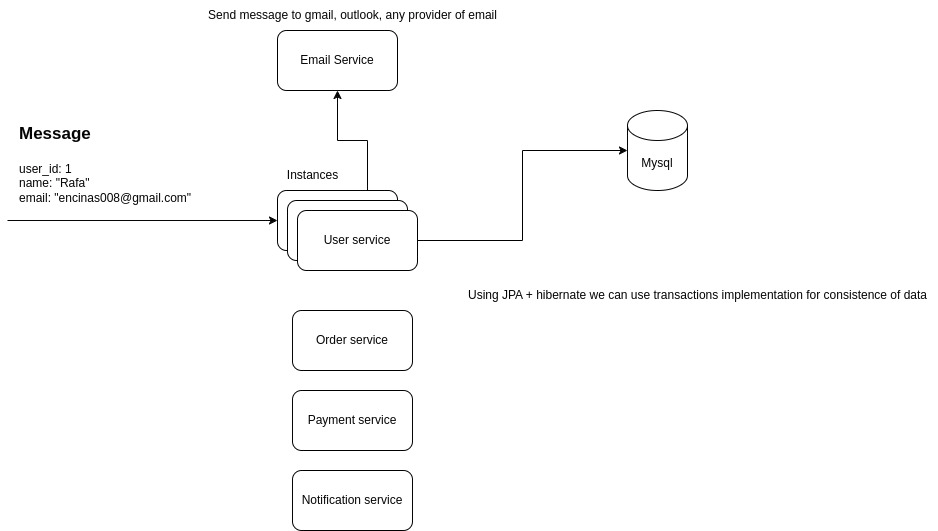 Send message to gmail, outlook, any provider of email
Email Service
Message
user_id: 1
name: "Rafa"
email: "encinas008@gmail.com"
Instances
User service
Mysql
Using JPA + hibernate we can use transactions implementation for consistence of data
Order service
Payment service
Notification service